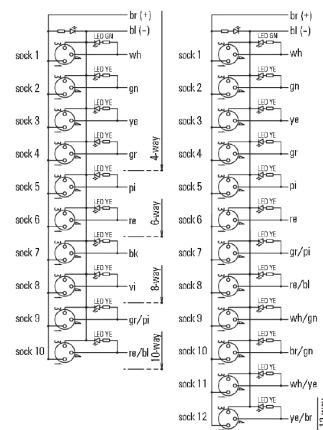 br (+)
bl (−)
LED GN
sock 1 wh
LED YE
sock 2 gn
LED YE
sock 3 ye
LED YE
sock 4 gr
4-way
LED YE
sock 5 pi
LED YE
sock 6 re
6-way
LED YE
sock 7 bk
LED YE
sock 8 vi
8-way
LED YE
sock 9 gr/pi
LED YE
sock 10 re/bl
10-way
br (+)
bl (−)
LED GN
sock 1 wh
LED YE
sock 2 gn
LED YE
sock 3 ye
LED YE
sock 4 gr
LED YE
sock 5 pi
LED YE
sock 6 re
LED YE
sock 7 gr/pi
LED YE
sock 8 re/bl
LED YE
sock 9 wh/gn
LED YE
sock 10 br/gn
LED YE
sock 11 wh/ye
LED YE
sock 12 ye/br
12-way